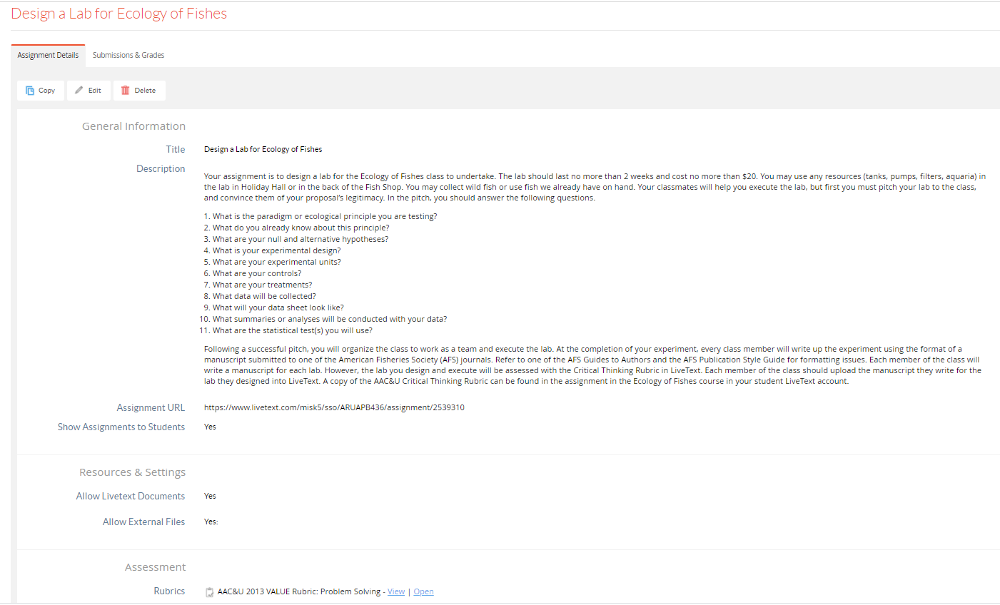 Design a Lab for Ecology of Fishes
Assignment Details
Submissions & Grades
Copy
Edit
Delete
General Information
Title
Design a Lab for Ecology of Fishes
Description
Your assignment is to design a lab for the Ecology of Fishes class to undertake. The lab should last no more than 2 weeks and cost no more than $20. You may use any resources (tanks, pumps, filters, aquaria) in
the lab in Holiday Hall or in the back of the Fish Shop. You may collect wild fish or use fish we already have on hand. Your classmates will help you execute the lab, but first you must pitch your lab to the class,
and convince them of your proposal's legitimacy. In the pitch, you should answer the following questions.
1. What is the paradigm or ecological principle you are testing?
2. What do you already know about this principle?
3. What are your null and alternative hypotheses?
4. What is your experimental design?
5. What are your experimental units?
6. What are your controls?
7. What are your treatments?
8. What data will be collected?
9. What will your data sheet look like?
10. What summaries or analyses will be conducted with your data?
11. What are the statistical test(s) you will use?
Following a successful pitch, you will organize the class to work as a team and execute the lab. At the completion of your experiment, every class member will write up the experiment using the format of a
manuscript submitted to one of the American Fisheries Society (AFS) journals. Refer to one of the AFS Guides to Authors and the AFS Publication Style Guide for formatting issues. Each member of the class will
write a manuscript for each lab. However, the lab you design and execute will be assessed with the Critical Thinking Rubric in LiveText. Each member of the class should upload the manuscript they write for the
lab they designed into LiveText. A copy of the AAC&U Critical Thinking Rubric can be found in the assignment in the Ecology of Fishes course in your student LiveText account.
Assignment URL
https://www.livetext.com/misk5/sso/ARUAPB436/assignment/2539310
Show Assignments to Students
Yes
Resources & Settings
Allow Livetext Documents
Yes
Allow External Files
Yes:
Assessment
Rubrics
AAC&U 2013 VALUE Rubric: Problem Solving - View | Open